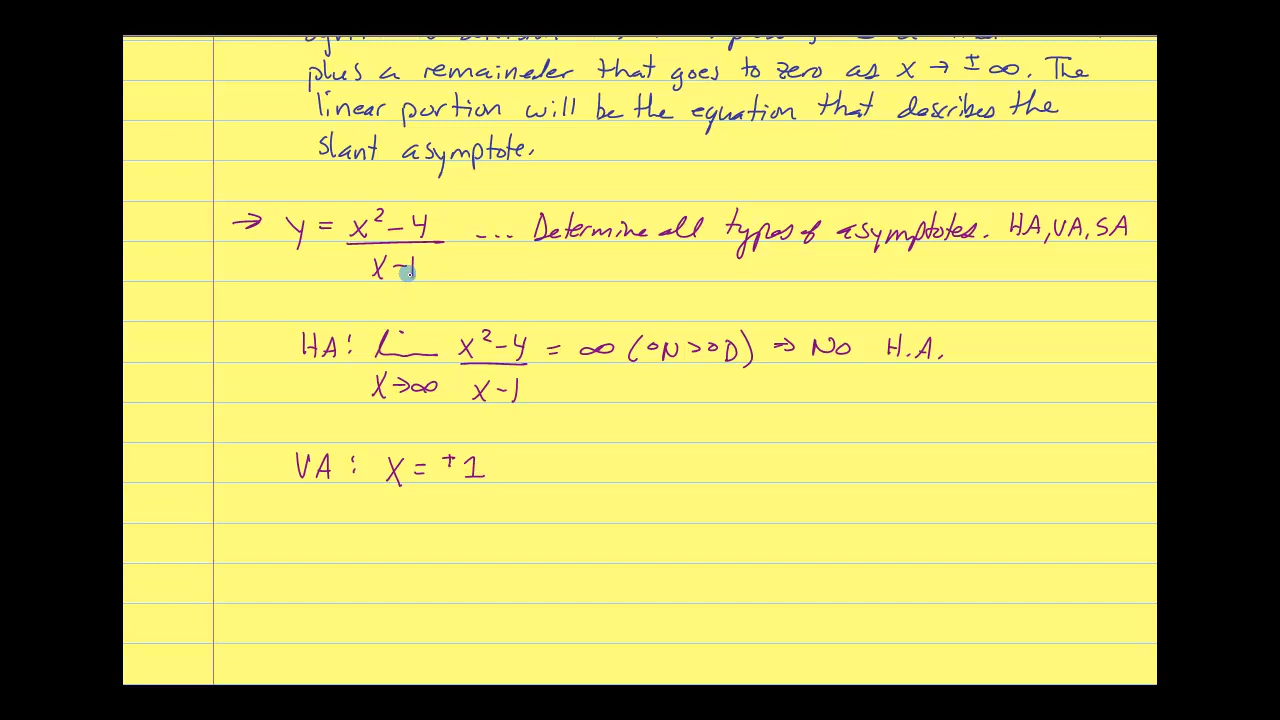 plus a remainder that goes to zero as x → ± ∞. The
linear portion will be the equation that describes the
slant asymptote.
→ y = x² - 4 / x - 1 ... Determine all types of asymptotes. HA, VA, SA
HA: lim x→∞ x² - 4 / x - 1 = ∞ (°N > °D) ⇒ No H.A.
VA: x = +1